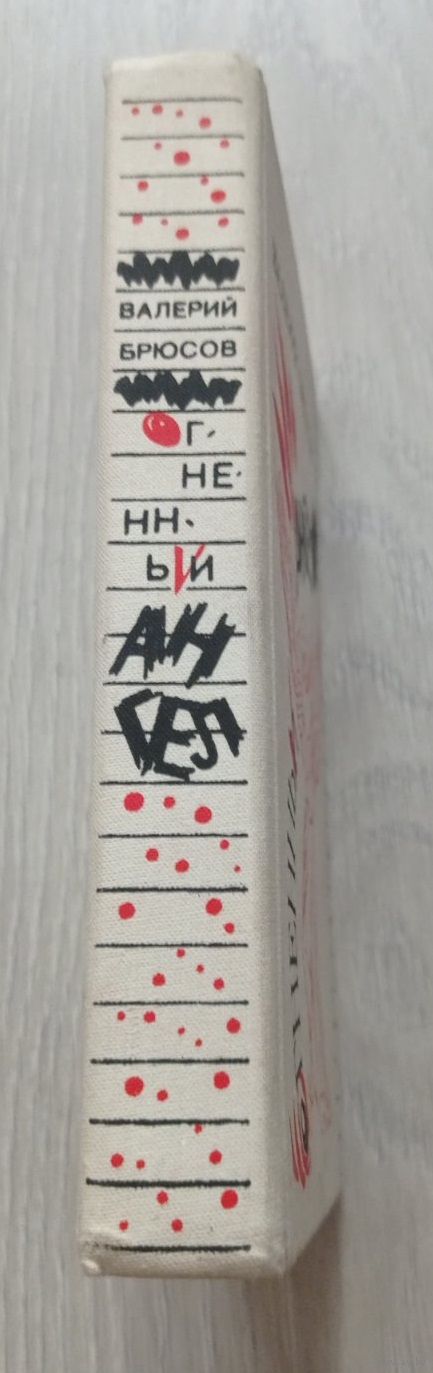 ВАЛЕРИЙ
БРЮСОВ
ОГ-
НЕ-
НН-
ЫЙ
АН
ГЕЛ